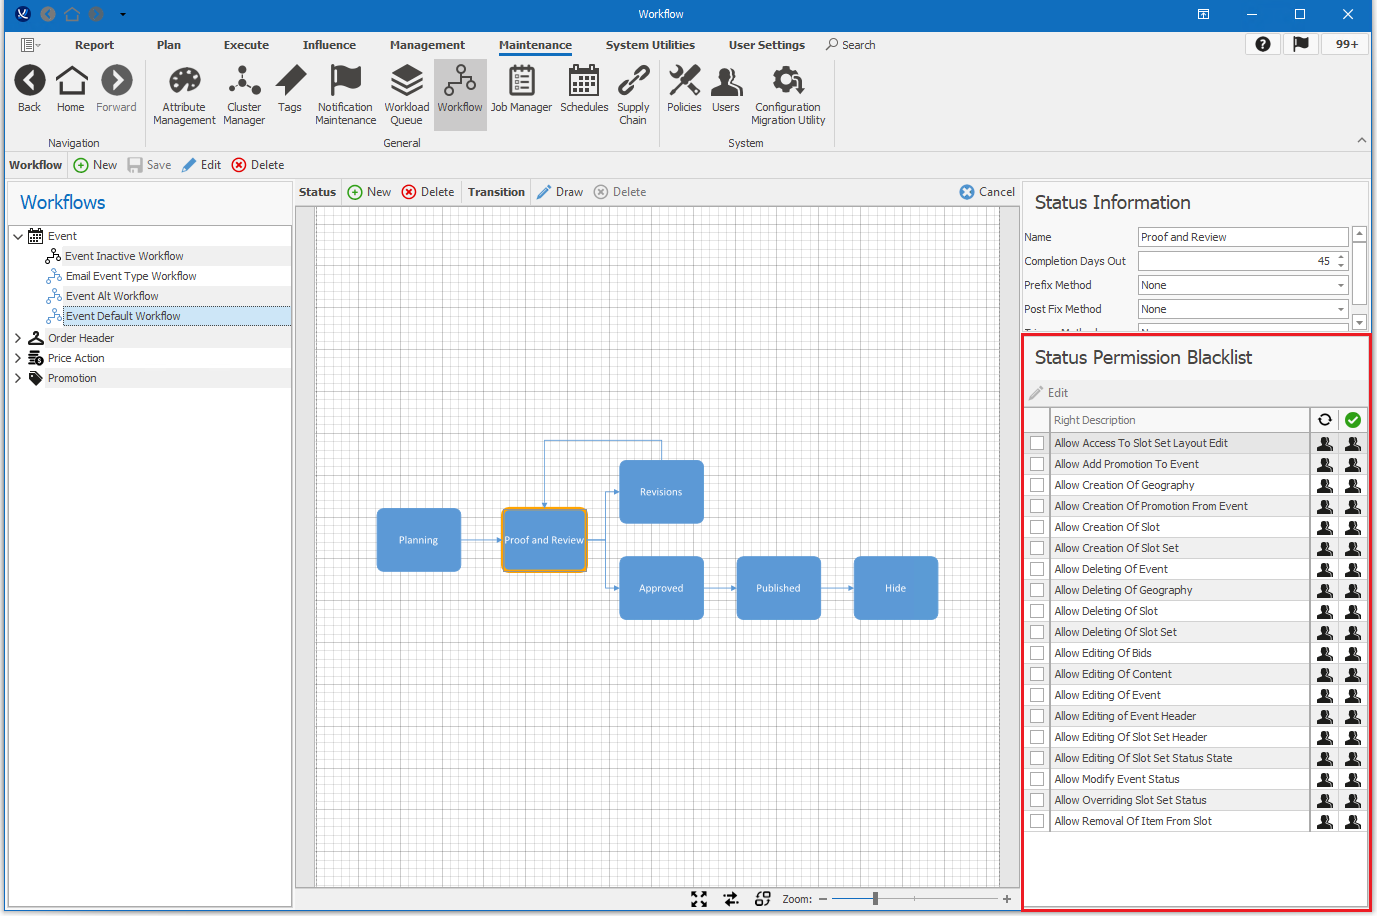 Workflow
Report Plan Execute Influence Management Maintenance System Utilities User Settings Search 99+
Back Home Forward
Attribute Management Cluster Manager Tags Notification Maintenance Workload Queue Workflow Job Manager Schedules Supply Chain
Policies Users Configuration Migration Utility
Navigation General System
Workflow New Save Edit Delete
Workflows
Event
Event Inactive Workflow
Email Event Type Workflow
Event Alt Workflow
Event Default Workflow
Order Header
Price Action
Promotion
Status New Delete Transition Draw Delete Cancel
Revisions
Planning
Proof and Review
Approved
Published
Hide
Zoom:
Status Information
Name Proof and Review
Completion Days Out 45
Prefix Method None
Post Fix Method None
Status Permission Blacklist
Edit
Right Description
Allow Access To Slot Set Layout Edit
Allow Add Promotion To Event
Allow Creation Of Geography
Allow Creation Of Promotion From Event
Allow Creation Of Slot
Allow Creation Of Slot Set
Allow Deleting Of Event
Allow Deleting Of Geography
Allow Deleting Of Slot
Allow Deleting Of Slot Set
Allow Editing Of Bids
Allow Editing Of Content
Allow Editing Of Event
Allow Editing of Event Header
Allow Editing Of Slot Set Header
Allow Editing Of Slot Set Status State
Allow Modify Event Status
Allow Overriding Slot Set Status
Allow Removal Of Item From Slot